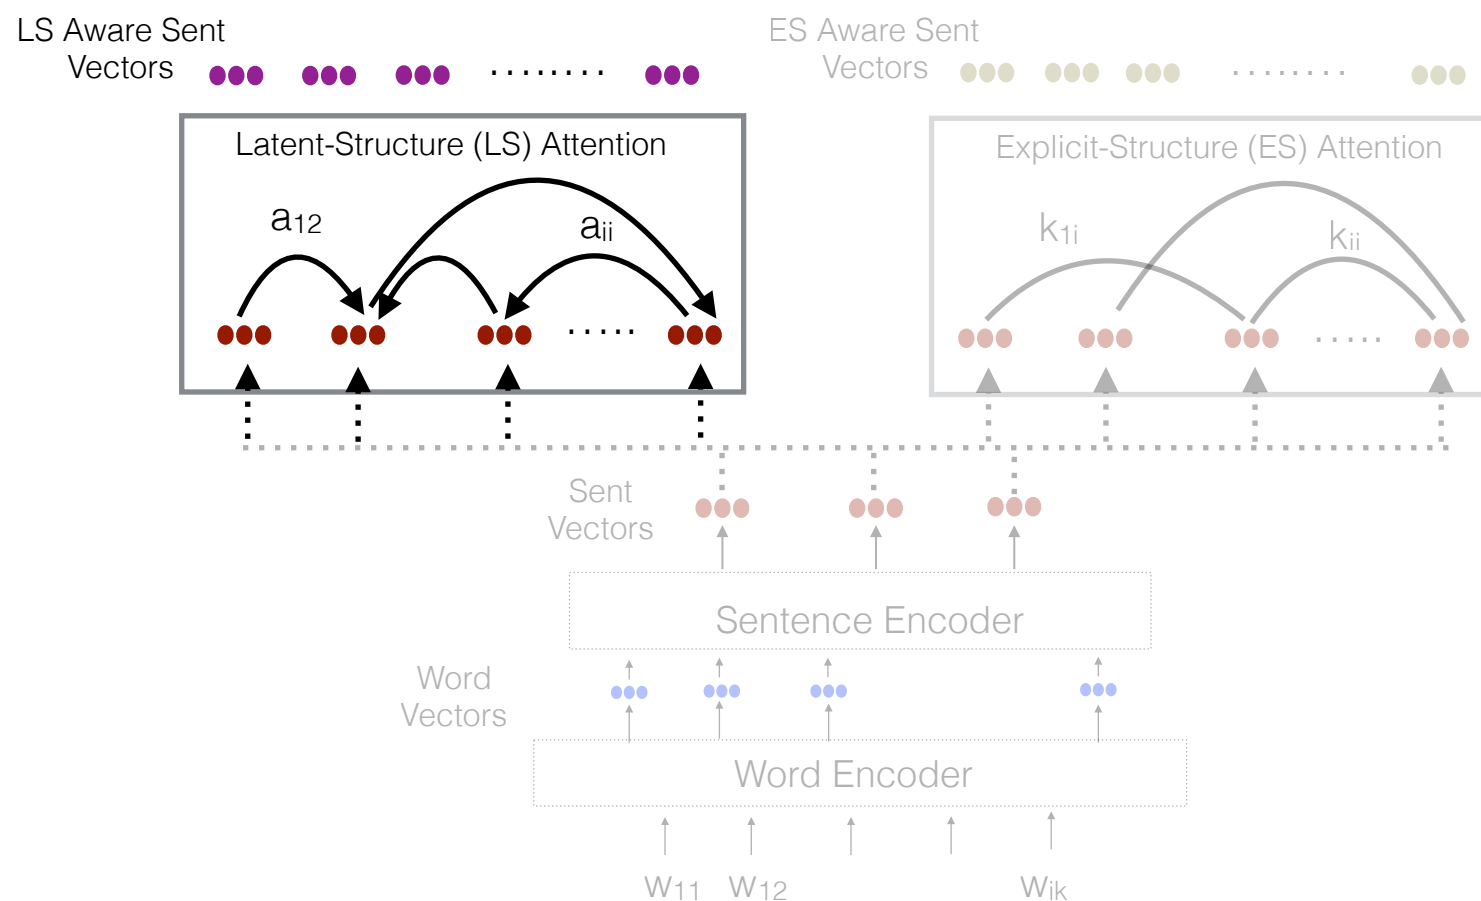 LS Aware Sent
Vectors
ES Aware Sent
Vectors
Latent-Structure (LS) Attention
a12
aii
Explicit-Structure (ES) Attention
k1i
kii
Sent
Vectors
Sentence Encoder
Word
Vectors
Word Encoder
w11 w12 wik